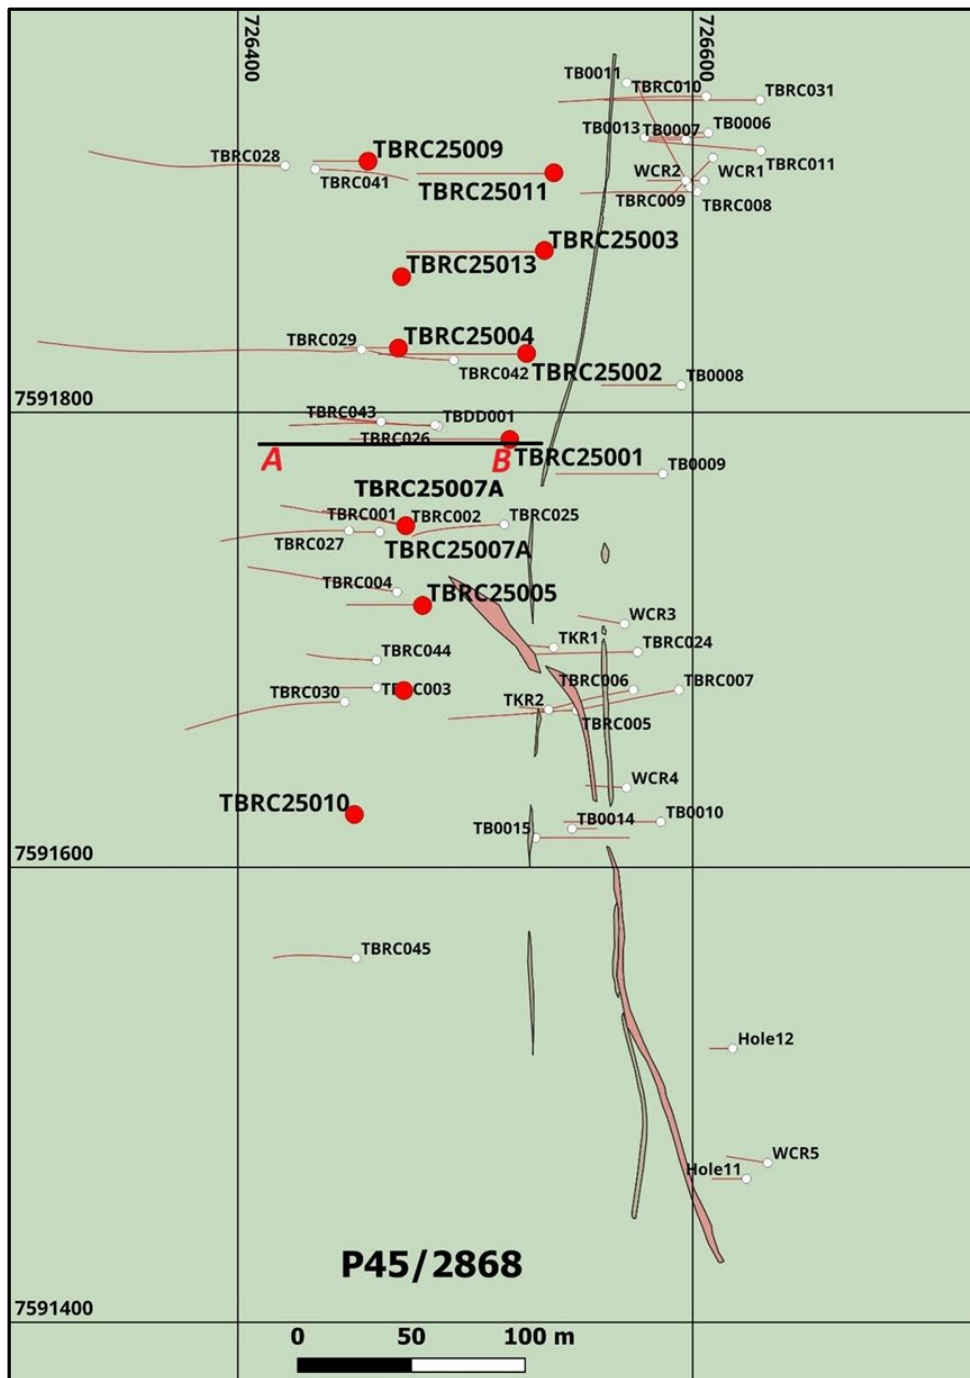 726400
726600
TB0011
TBRC010
TBRC031
TB0013
TB0007
TB0006
TBRC25009
TBRC028
TBRC041
TBRC25011
WCR2
WCR1
TBRC011
TBRC009
TBRC008
TBRC25003
TBRC25013
TBRC029
TBRC25004
TBRC042
TBRC25002
TB0008
7591800
TBRC043
TBDD001
TBRC026
A
B
TBRC25001
TB0009
TBRC25007A
TBRC001
TBRC002
TBRC025
TBRC027
TBRC25007A
TBRC004
TBRC25005
WCR3
TKR1
TBRC024
TBRC044
TBRC030
TBRC003
TBRC006
TBRC007
TKR2
TBRC005
WCR4
TBRC25010
TB0015
TB0014
TB0010
7591600
TBRC045
Hole12
WCR5
Hole11
P45/2868
7591400
0 50 100 m